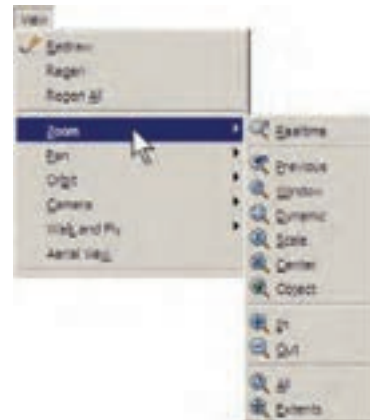 View
Redraw
Regen
Regen All
Zoom
Pan
Orbit
Camera
Walk and Fly
Aerial View
Realtime
Previous
Window
Dynamic
Scale
Center
Object
In
Out
All
Extents